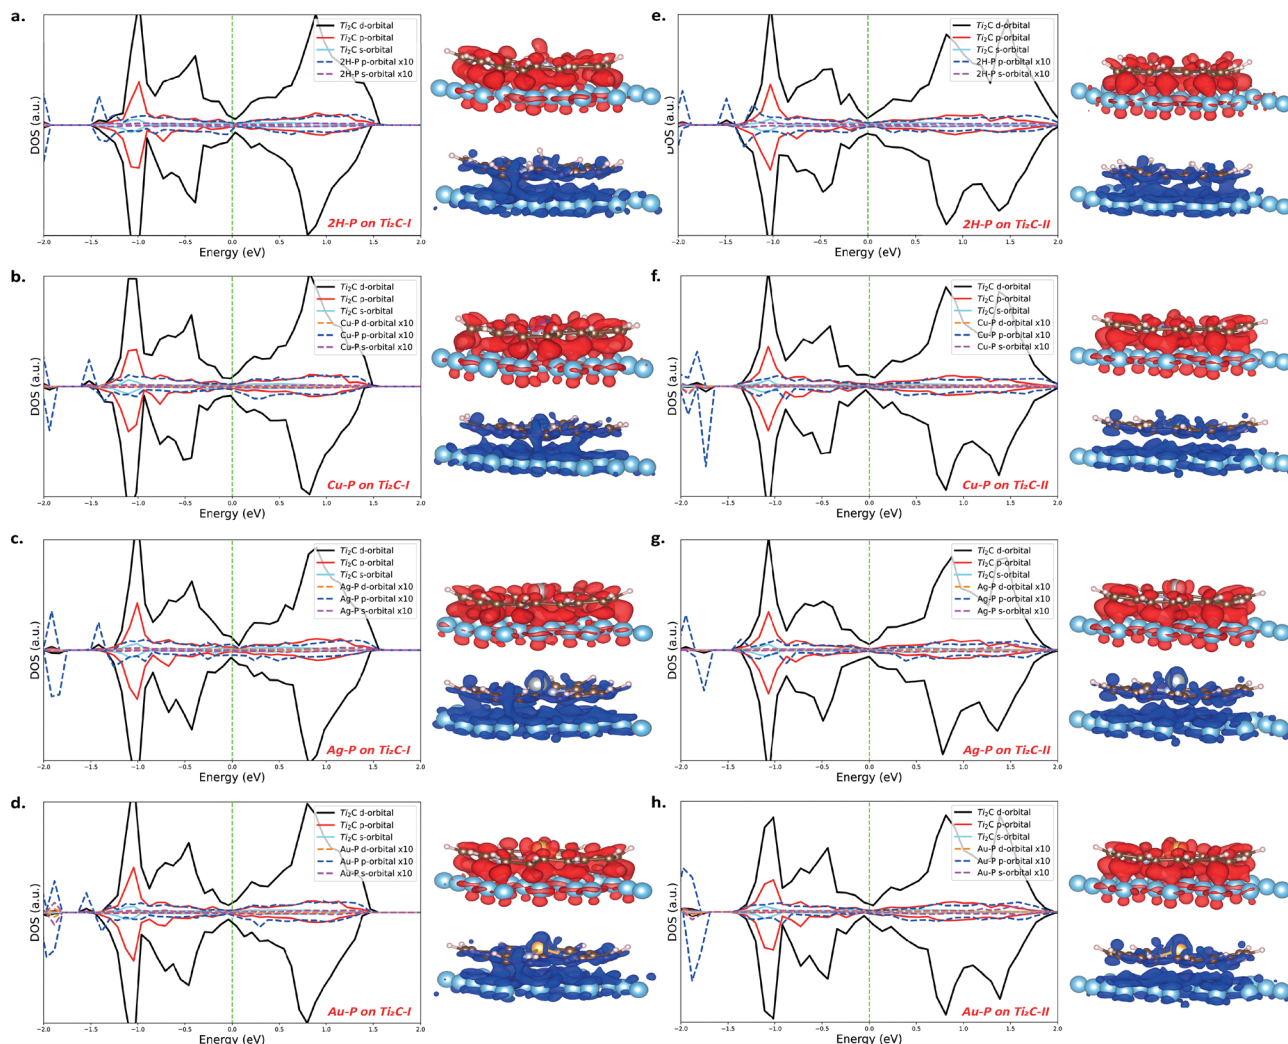 a.
DOS (a.u.)
Ti₂C d-orbital
Ti₂C p-orbital
Ti₂C s-orbital
2H-P p-orbital x10
2H-P s-orbital x10
2H-P on Ti₂C-I
−2.0 −1.5 −1.0 −0.5 0.0 0.5 1.0 1.5 2.0
Energy (eV)
e.
DOS (a.u.)
Ti₂C d-orbital
Ti₂C p-orbital
Ti₂C s-orbital
2H-P p-orbital x10
2H-P s-orbital x10
2H-P on Ti₂C-II
−2.0 −1.5 −1.0 −0.5 0.0 0.5 1.0 1.5 2.0
Energy (eV)
b.
DOS (a.u.)
Ti₂C d-orbital
Ti₂C p-orbital
Ti₂C s-orbital
Cu-P d-orbital x10
Cu-P p-orbital x10
Cu-P s-orbital x10
Cu-P on Ti₂C-I
−2.0 −1.5 −1.0 −0.5 0.0 0.5 1.0 1.5 2.0
Energy (eV)
f.
DOS (a.u.)
Ti₂C d-orbital
Ti₂C p-orbital
Ti₂C s-orbital
Cu-P d-orbital x10
Cu-P p-orbital x10
Cu-P s-orbital x10
Cu-P on Ti₂C-II
−2.0 −1.5 −1.0 −0.5 0.0 0.5 1.0 1.5 2.0
Energy (eV)
c.
DOS (a.u.)
Ti₂C d-orbital
Ti₂C p-orbital
Ti₂C s-orbital
Ag-P d-orbital x10
Ag-P p-orbital x10
Ag-P s-orbital x10
Ag-P on Ti₂C-I
−2.0 −1.5 −1.0 −0.5 0.0 0.5 1.0 1.5 2.0
Energy (eV)
g.
DOS (a.u.)
Ti₂C d-orbital
Ti₂C p-orbital
Ti₂C s-orbital
Ag-P d-orbital x10
Ag-P p-orbital x10
Ag-P s-orbital x10
Ag-P on Ti₂C-II
−2.0 −1.5 −1.0 −0.5 0.0 0.5 1.0 1.5 2.0
Energy (eV)
d.
DOS (a.u.)
Ti₂C d-orbital
Ti₂C p-orbital
Ti₂C s-orbital
Au-P d-orbital x10
Au-P p-orbital x10
Au-P s-orbital x10
Au-P on Ti₂C-I
−2.0 −1.5 −1.0 −0.5 0.0 0.5 1.0 1.5 2.0
Energy (eV)
h.
DOS (a.u.)
Ti₂C d-orbital
Ti₂C p-orbital
Ti₂C s-orbital
Au-P d-orbital x10
Au-P p-orbital x10
Au-P s-orbital x10
Au-P on Ti₂C-II
−2.0 −1.5 −1.0 −0.5 0.0 0.5 1.0 1.5 2.0
Energy (eV)